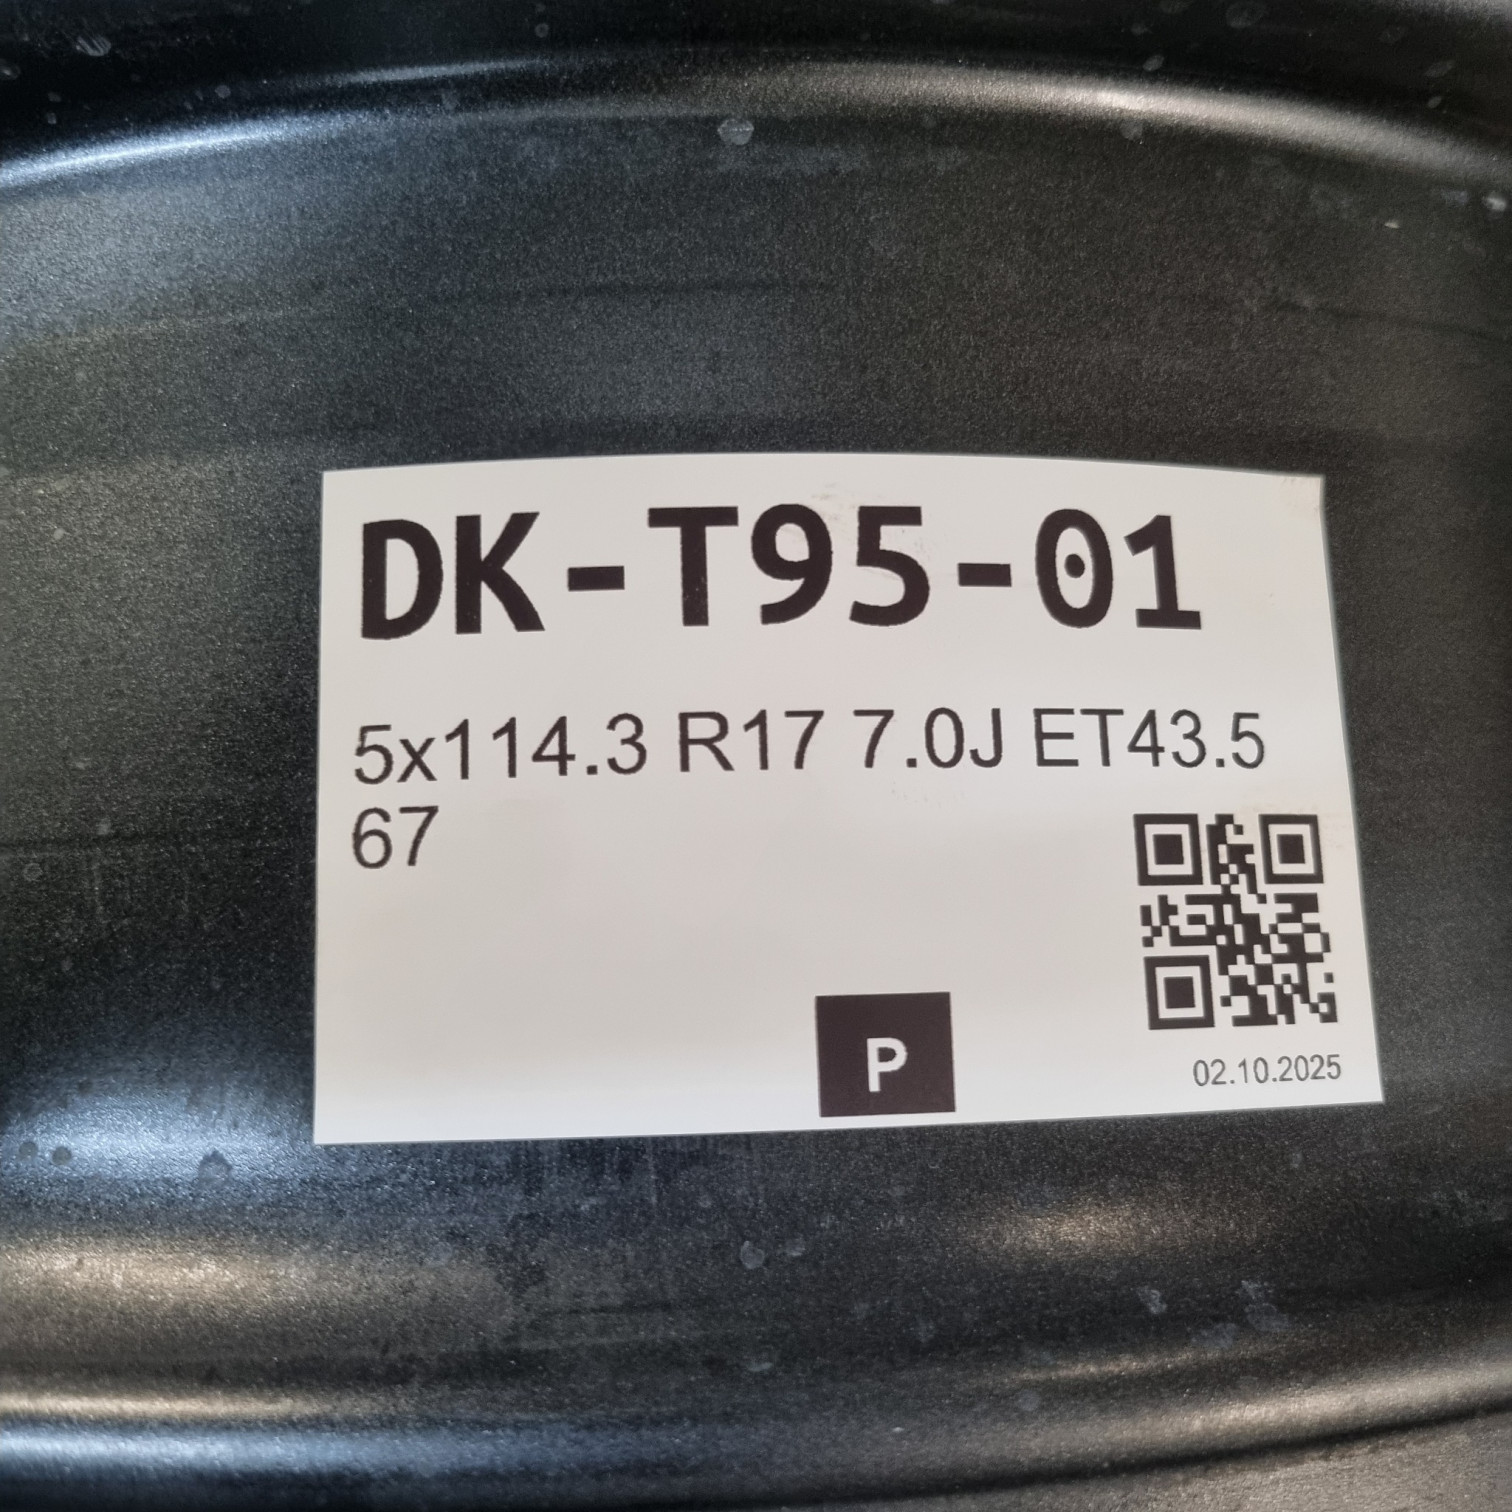 DK-T95-01
5x114.3 R17 7.0J ET43.5
67
P
02.10.2025